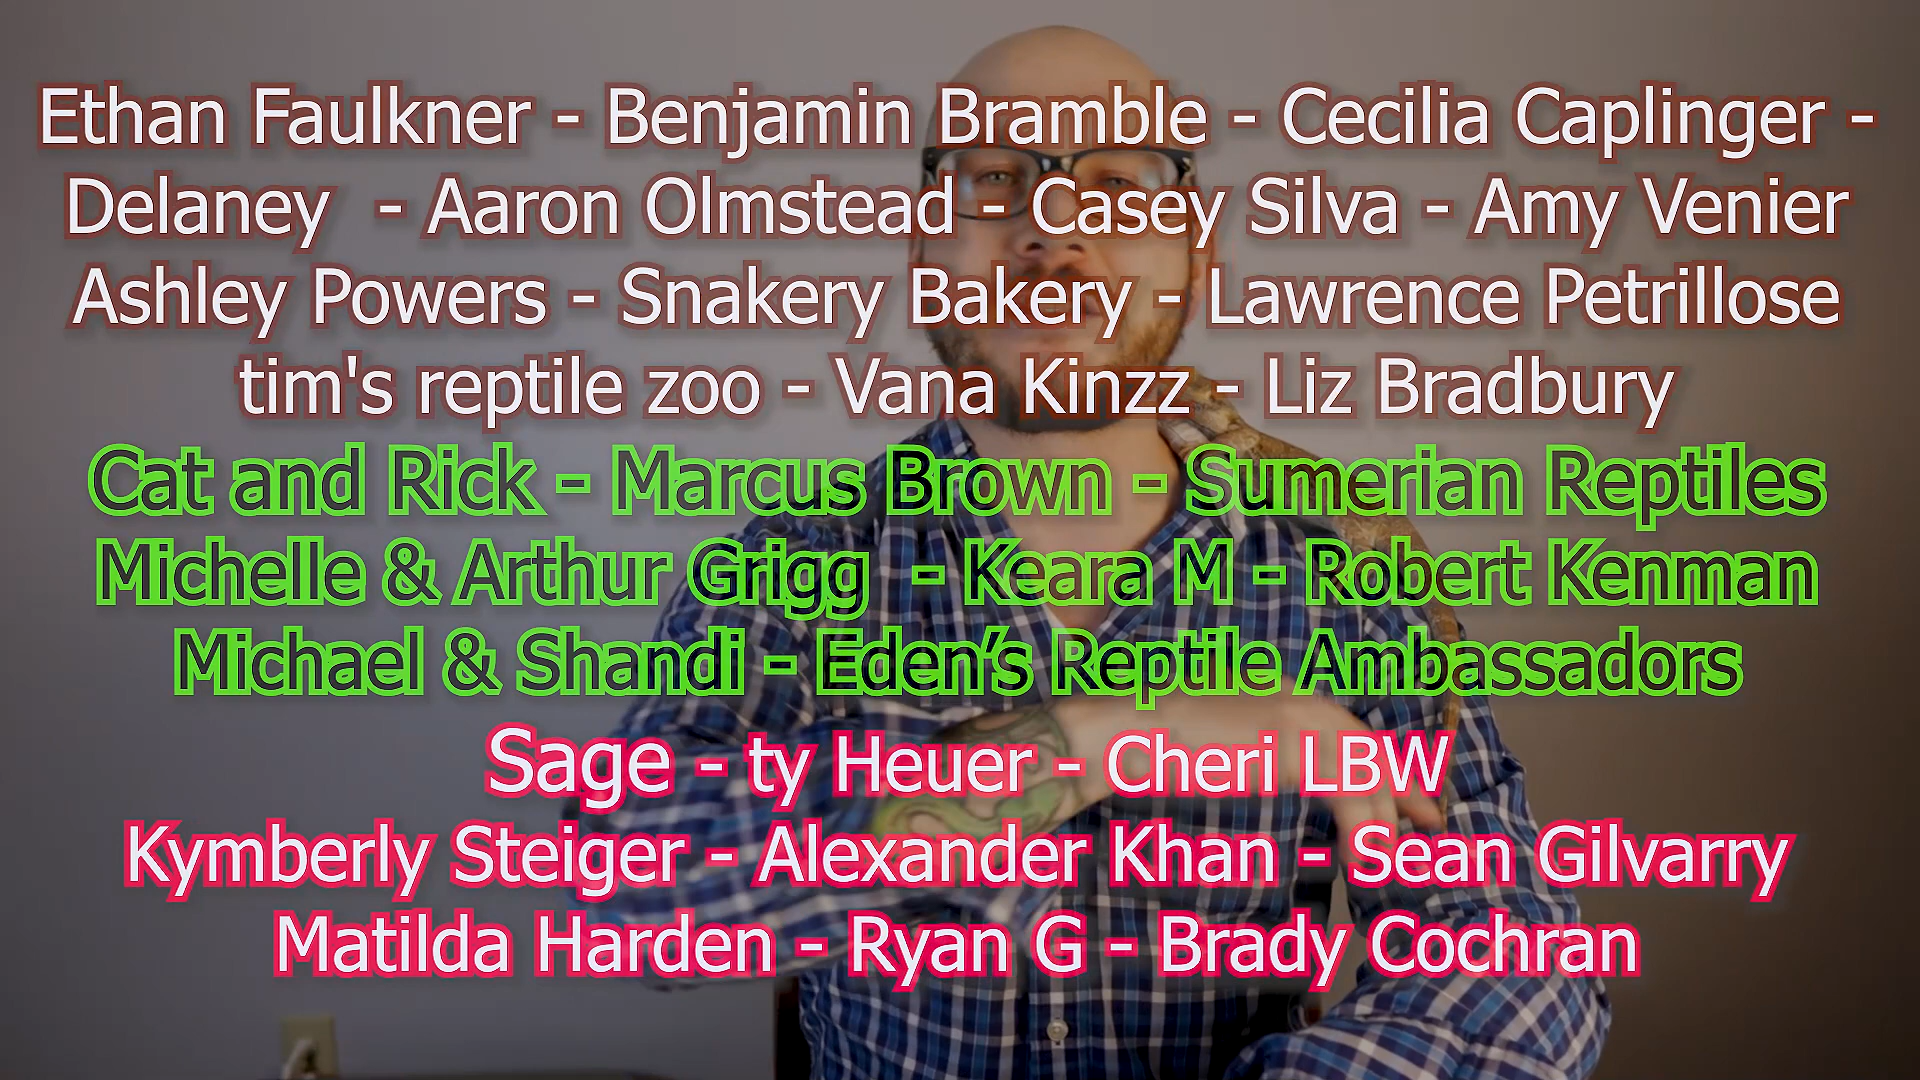 Ethan Faulkner - Benjamin Bramble - Cecilia Caplinger -
Delaney  - Aaron Olmstead - Casey Silva - Amy Venier
Ashley Powers - Snakery Bakery - Lawrence Petrillose
tim's reptile zoo - Vana Kinzz - Liz Bradbury
Cat and Rick - Marcus Brown - Sumerian Reptiles
Michelle & Arthur Grigg  - Keara M - Robert Kenman
Michael & Shandi - Eden’s Reptile Ambassadors
Sage - ty Heuer - Cheri LBW
Kymberly Steiger - Alexander Khan - Sean Gilvarry
Matilda Harden - Ryan G - Brady Cochran